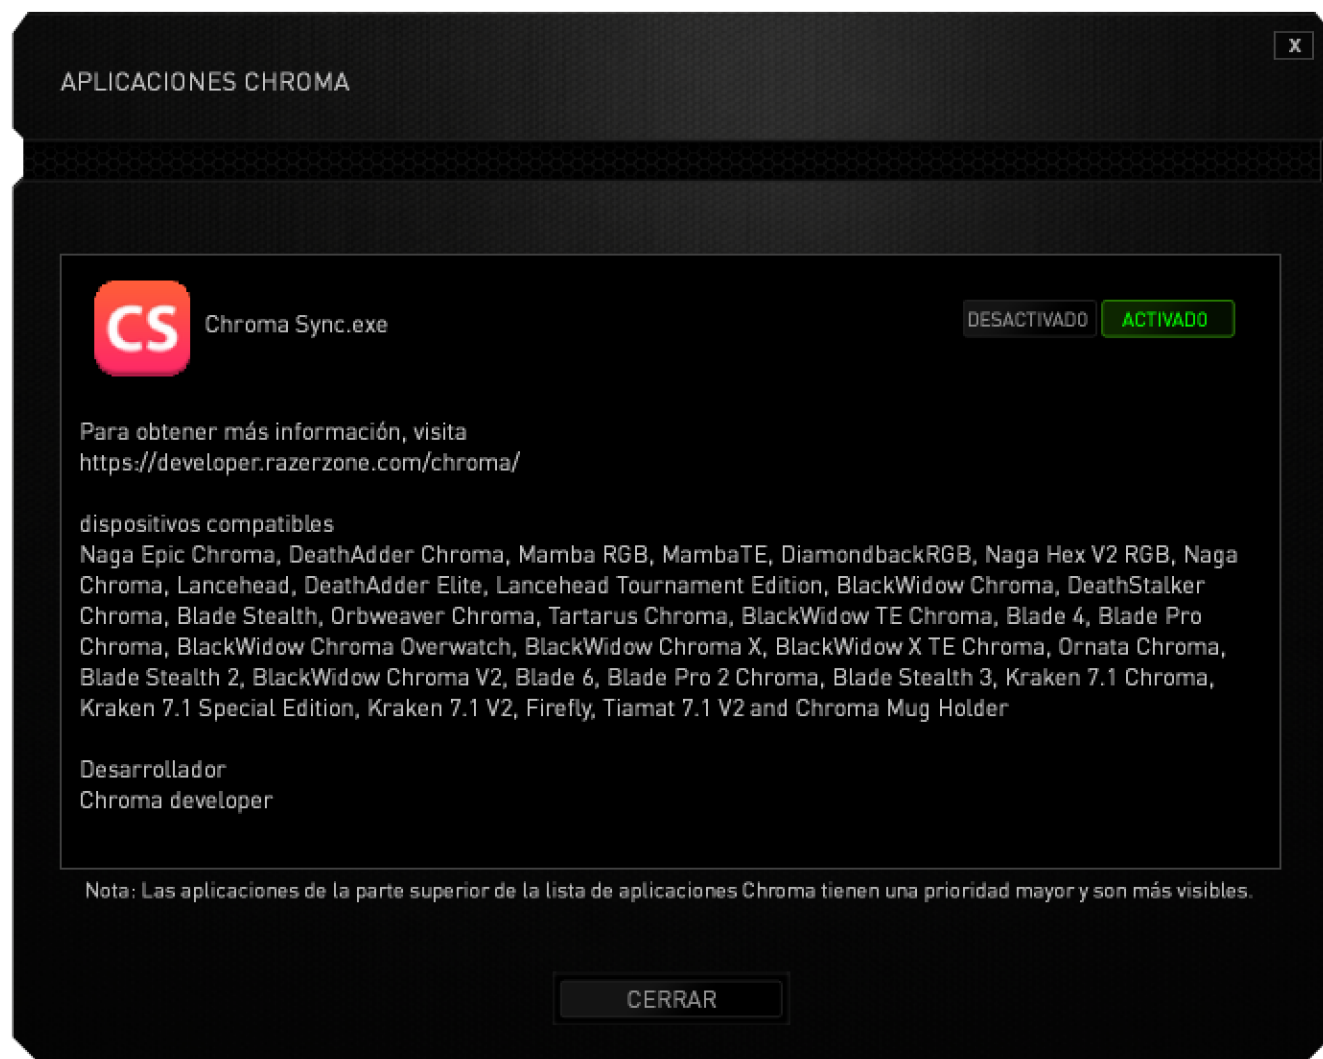 X
APLICACIONES CHROMA
CS
Chroma Sync.exe
DESACTIVADO
ACTIVADO
Para obtener más información, visita
https://developer.razerzone.com/chroma/
dispositivos compatibles
Naga Epic Chroma, DeathAdder Chroma, Mamba RGB, MambaTE, DiamondbackRGB, Naga Hex V2 RGB, Naga
Chroma, Lancehead, DeathAdder Elite, Lancehead Tournament Edition, BlackWidow Chroma, DeathStalker
Chroma, Blade Stealth, Orbweaver Chroma, Tartarus Chroma, BlackWidow TE Chroma, Blade 4, Blade Pro
Chroma, BlackWidow Chroma Overwatch, BlackWidow Chroma X, BlackWidow X TE Chroma, Ornata Chroma,
Blade Stealth 2, BlackWidow Chroma V2, Blade 6, Blade Pro 2 Chroma, Blade Stealth 3, Kraken 7.1 Chroma,
Kraken 7.1 Special Edition, Kraken 7.1 V2, Firefly, Tiamat 7.1 V2 and Chroma Mug Holder
Desarrollador
Chroma developer
Nota: Las aplicaciones de la parte superior de la lista de aplicaciones Chroma tienen una prioridad mayor y son más visibles.
CERRAR